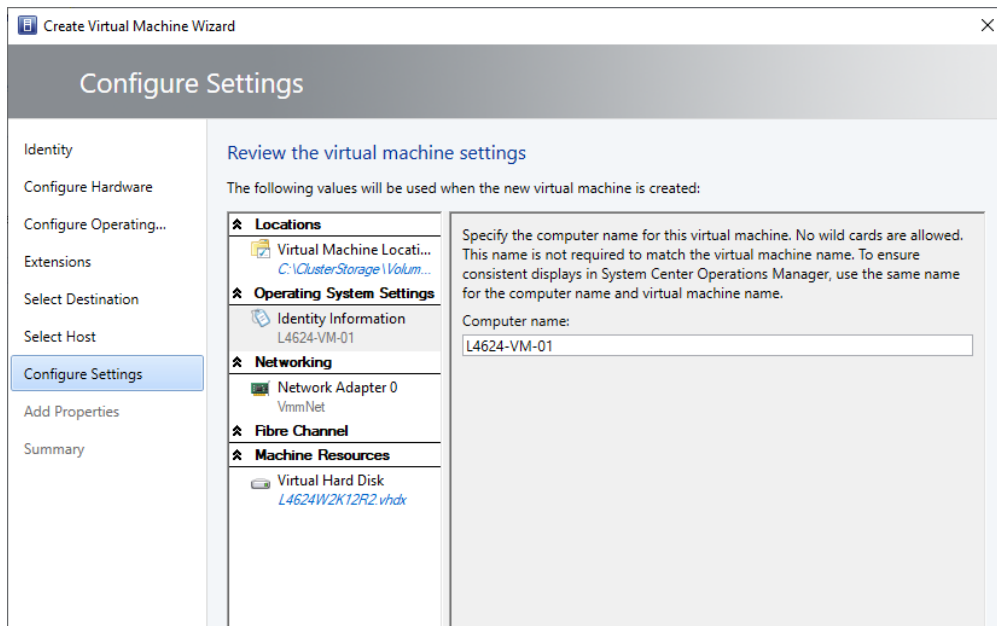 Create Virtual Machine Wizard
Configure Settings
Identity
Configure Hardware
Configure Operating...
Extensions
Select Destination
Select Host
Configure Settings
Add Properties
Summary
Review the virtual machine settings
The following values will be used when the new virtual machine is created:
Locations
Virtual Machine Locati...
C:\ClusterStorage\Volum...
Operating System Settings
Identity Information
L4624-VM-01
Networking
Network Adapter 0
VmmNet
Fibre Channel
Machine Resources
Virtual Hard Disk
L4624W2K12R2.vhdx
Specify the computer name for this virtual machine. No wild cards are allowed.
This name is not required to match the virtual machine name. To ensure
consistent displays in System Center Operations Manager, use the same name
for the computer name and virtual machine name.
Computer name:
L4624-VM-01